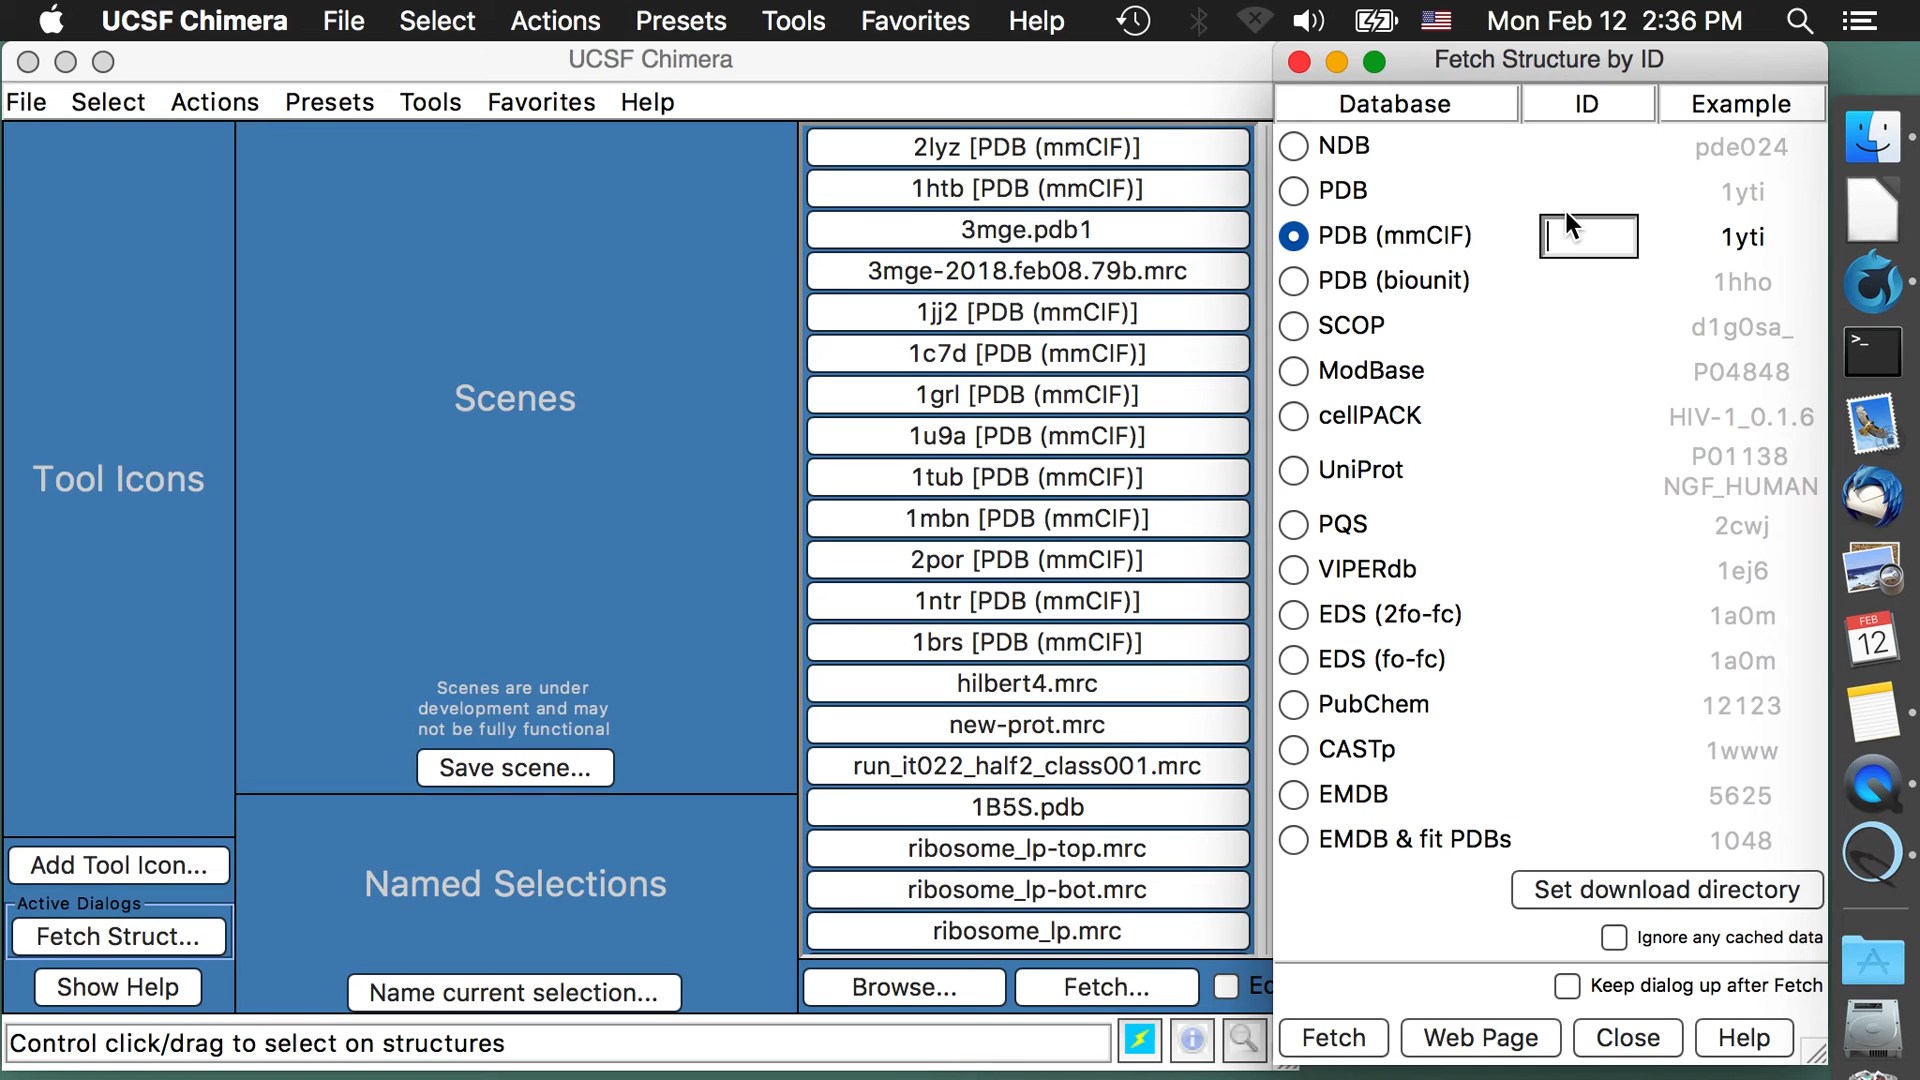 UCSF Chimera File Select Actions Presets Tools Favorites Help Mon Feb 12 2:36 PM
UCSF Chimera
File Select Actions Presets Tools Favorites Help
Tool Icons
Add Tool Icon...
Active Dialogs
Fetch Struct...
Show Help
Scenes
Scenes are under
development and may
not be fully functional
Save scene...
Named Selections
Name current selection...
2lyz [PDB (mmCIF)]
1htb [PDB (mmCIF)]
3mge.pdb1
3mge-2018.feb08.79b.mrc
1jj2 [PDB (mmCIF)]
1c7d [PDB (mmCIF)]
1grl [PDB (mmCIF)]
1u9a [PDB (mmCIF)]
1tub [PDB (mmCIF)]
1mbn [PDB (mmCIF)]
2por [PDB (mmCIF)]
1ntr [PDB (mmCIF)]
1brs [PDB (mmCIF)]
hilbert4.mrc
new-prot.mrc
run_it022_half2_class001.mrc
1B5S.pdb
ribosome_lp-top.mrc
ribosome_lp-bot.mrc
ribosome_lp.mrc
Browse... Fetch...
Control click/drag to select on structures
Fetch Structure by ID
Database ID Example
NDB pde024
PDB 1yti
PDB (mmCIF) 1yti
PDB (biounit) 1hho
SCOP d1g0sa_
ModBase P04848
cellPACK HIV-1_0.1.6
UniProt P01138
NGF_HUMAN
PQS 2cwj
VIPERdb 1ej6
EDS (2fo-fc) 1a0m
EDS (fo-fc) 1a0m
PubChem 12123
CASTp 1www
EMDB 5625
EMDB & fit PDBs 1048
Set download directory
Ignore any cached data
Keep dialog up after Fetch
Fetch Web Page Close Help
>_
FEB
12